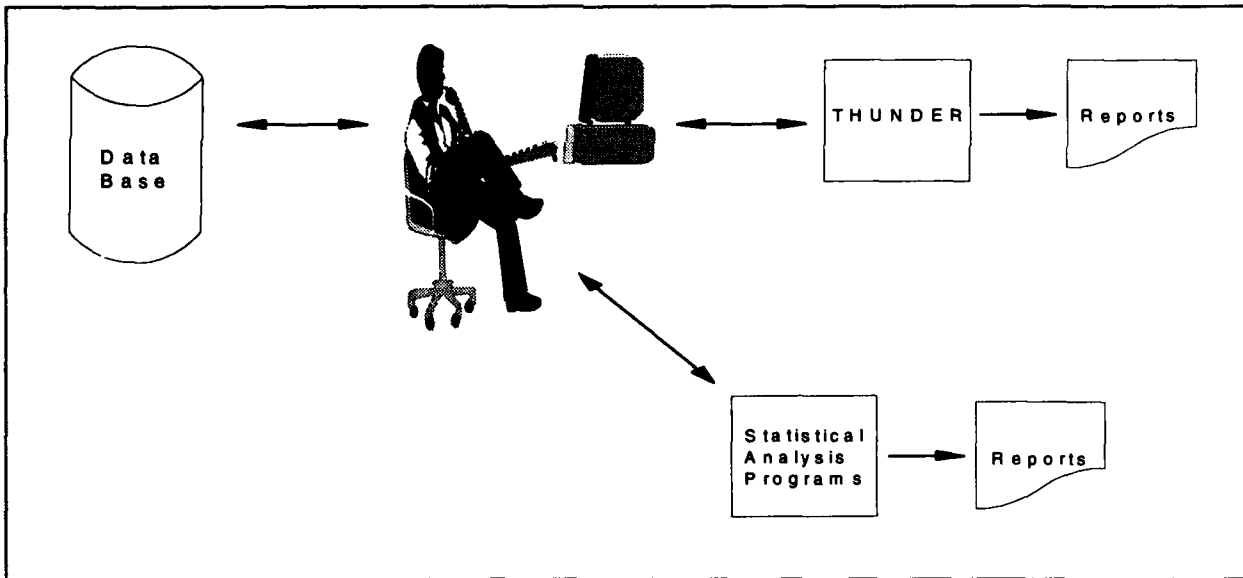 Data
Base
THUNDER
Reports
Statistical
Analysis
Programs
Reports